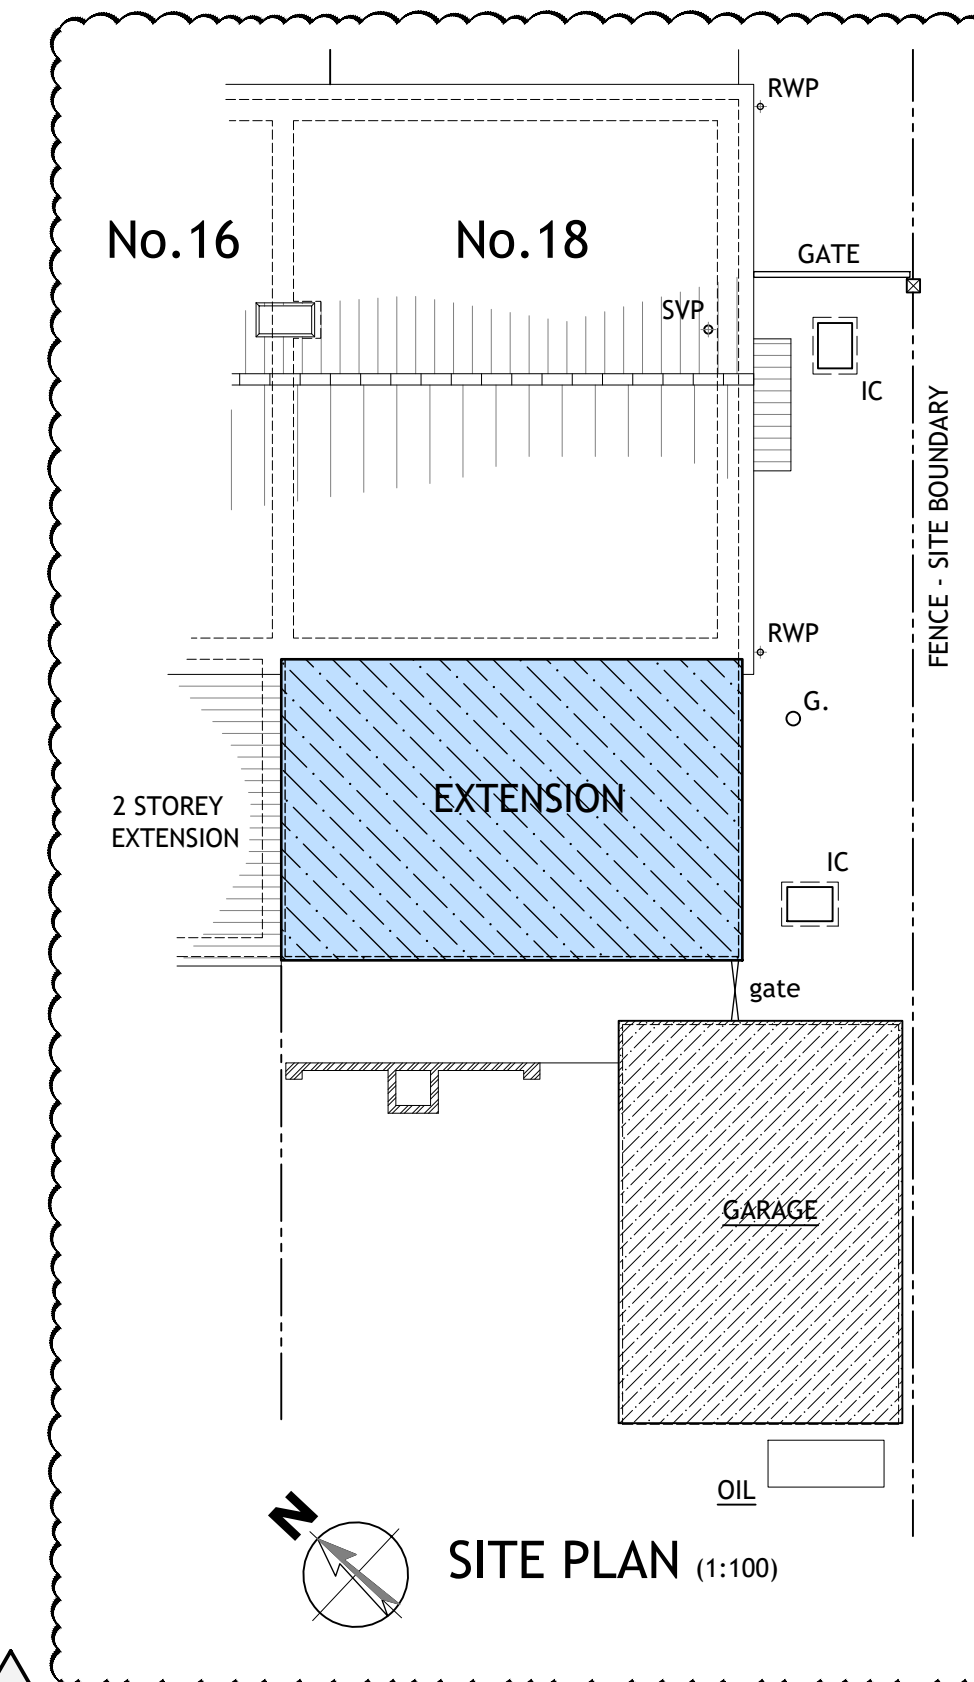 RWP
No.16
No.18
GATE
SVP
IC
FENCE - SITE BOUNDARY
RWP
G.
2 STOREY
EXTENSION
EXTENSION
IC
gate
GARAGE
OIL
N
SITE PLAN (1:100)